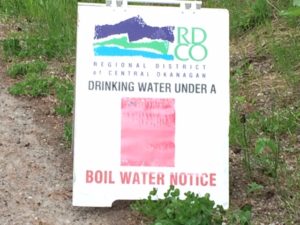 RD
CO
REGIONAL DISTRICT
of CENTRAL OKANAGAN
DRINKING WATER UNDER A
BOIL WATER NOTICE